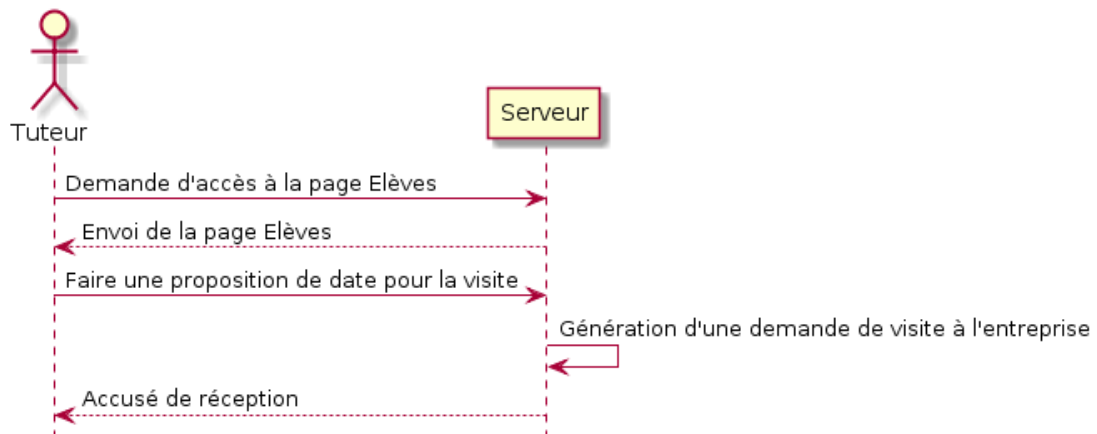 Tuteur
Serveur
Demande d'accès à la page Elèves
Envoi de la page Elèves
Faire une proposition de date pour la visite
Génération d'une demande de visite à l'entreprise
Accusé de réception